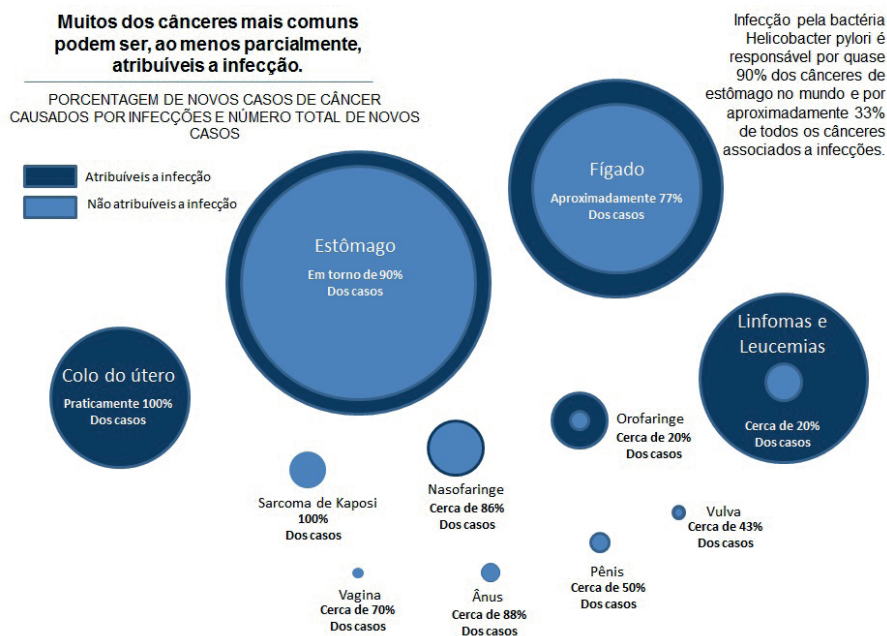 Muitos dos cânceres mais comuns
podem ser, ao menos parcialmente,
atribuíveis a infecção.
PORCENTAGEM DE NOVOS CASOS DE CÂNCER
CAUSADOS POR INFECÇÕES E NÚMERO TOTAL DE NOVOS
CASOS
Atribuíveis a infecção
Não atribuíveis a infecção
Infecção pela bactéria
Helicobacter pylori é
responsável por quase
90% dos cânceres de
estômago no mundo e por
aproximadamente 33%
de todos os cânceres
associados a infecções.
Fígado
Aproximadamente 77%
Dos casos
Estômago
Em torno de 90%
Dos casos
Linfomas e
Leucemias
Cerca de 20%
Dos casos
Colo do útero
Praticamente 100%
Dos casos
Orofaringe
Cerca de 20%
Dos casos
Nasofaringe
Cerca de 86%
Dos casos
Sarcoma de Kaposi
100%
Dos casos
Vulva
Cerca de 43%
Dos casos
Pênis
Cerca de 50%
Dos casos
Ânus
Cerca de 88%
Dos casos
Vagina
Cerca de 70%
Dos casos